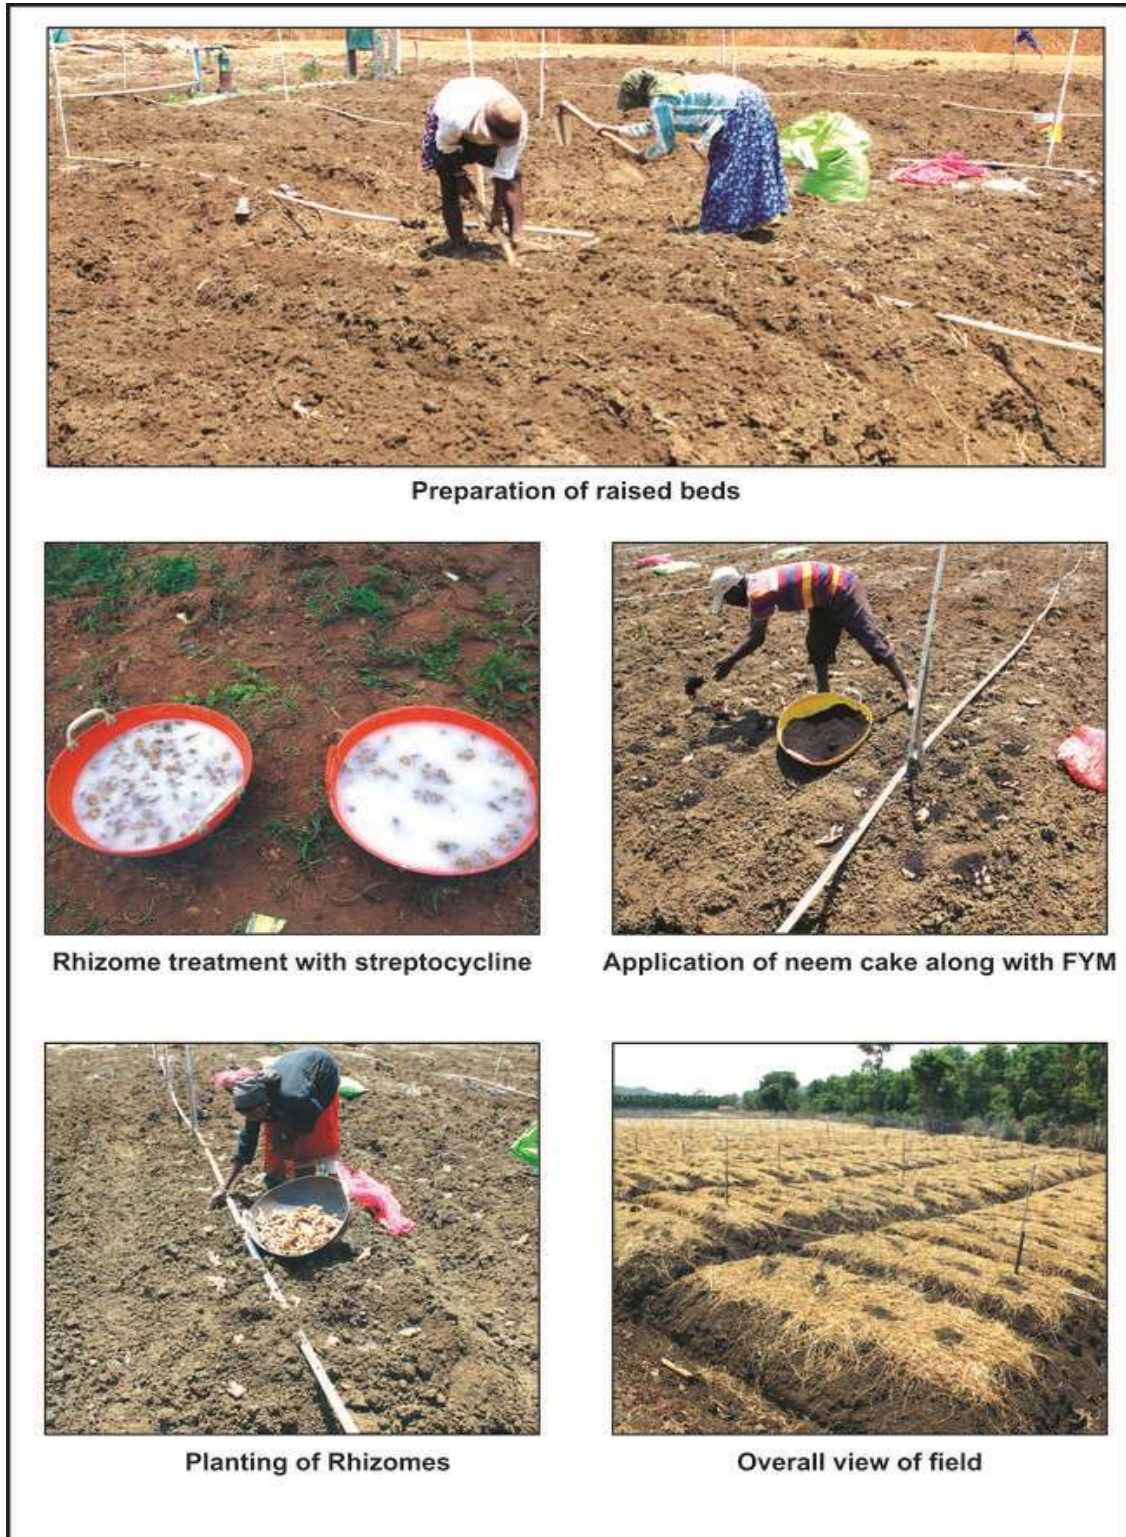 Preparation of raised beds
Rhizome treatment with streptocycline
Application of neem cake along with FYM
Planting of Rhizomes
Overall view of field